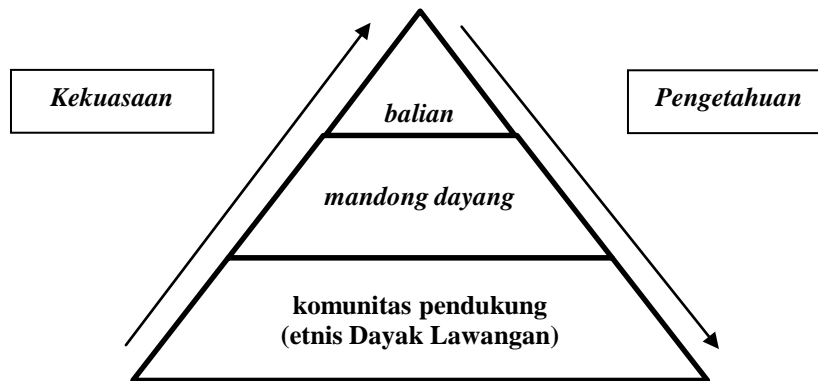 Kekuasaan
Pengetahuan
balian
mandong dayang
komunitas pendukung
(etnis Dayak Lawangan)